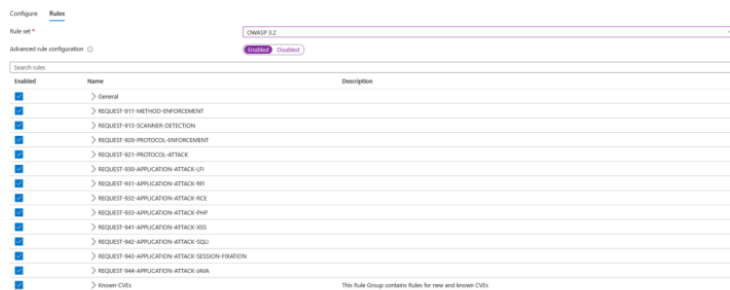 Configure Rules
Rule set * OWASP 3.2
Advanced rule configuration Enabled Disabled
Search rules
Enabled Name Description
General
REQUEST-911-METHOD-ENFORCEMENT
REQUEST-913-SCANNER-DETECTION
REQUEST-920-PROTOCOL-ENFORCEMENT
REQUEST-921-PROTOCOL-ATTACK
REQUEST-930-APPLICATION-ATTACK-LFI
REQUEST-931-APPLICATION-ATTACK-RFI
REQUEST-932-APPLICATION-ATTACK-RCE
REQUEST-933-APPLICATION-ATTACK-PHP
REQUEST-941-APPLICATION-ATTACK-XSS
REQUEST-942-APPLICATION-ATTACK-SQLI
REQUEST-943-APPLICATION-ATTACK-SESSION-FIXATION
REQUEST-944-APPLICATION-ATTACK-JAVA
Known-CVEs This Rule Group contains Rules for new and known CVEs